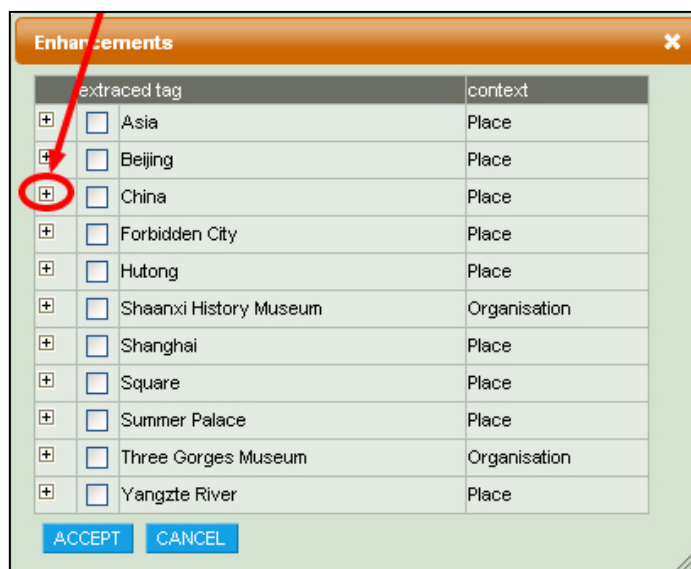 Enhancements
extraced tag context
Asia Place
Beijing Place
China Place
Forbidden City Place
Hutong Place
Shaanxi History Museum Organisation
Shanghai Place
Square Place
Summer Palace Place
Three Gorges Museum Organisation
Yangzte River Place
ACCEPT CANCEL